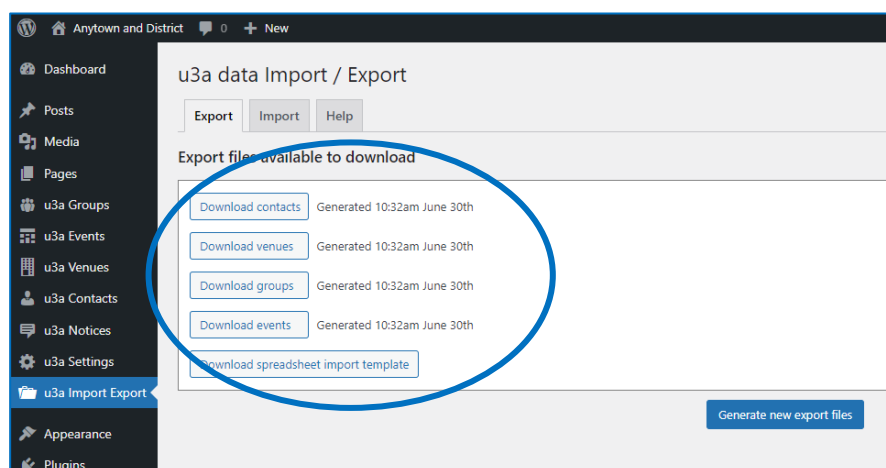 Anytown and District 0 + New
Dashboard
Posts
Media
Pages
u3a Groups
u3a Events
u3a Venues
u3a Contacts
u3a Notices
u3a Settings
u3a Import Export
Appearance
Plugins
u3a data Import / Export
Export Import Help
Export files available to download
Download contacts Generated 10:32am June 30th
Download venues Generated 10:32am June 30th
Download groups Generated 10:32am June 30th
Download events Generated 10:32am June 30th
Download spreadsheet import template
Generate new export files